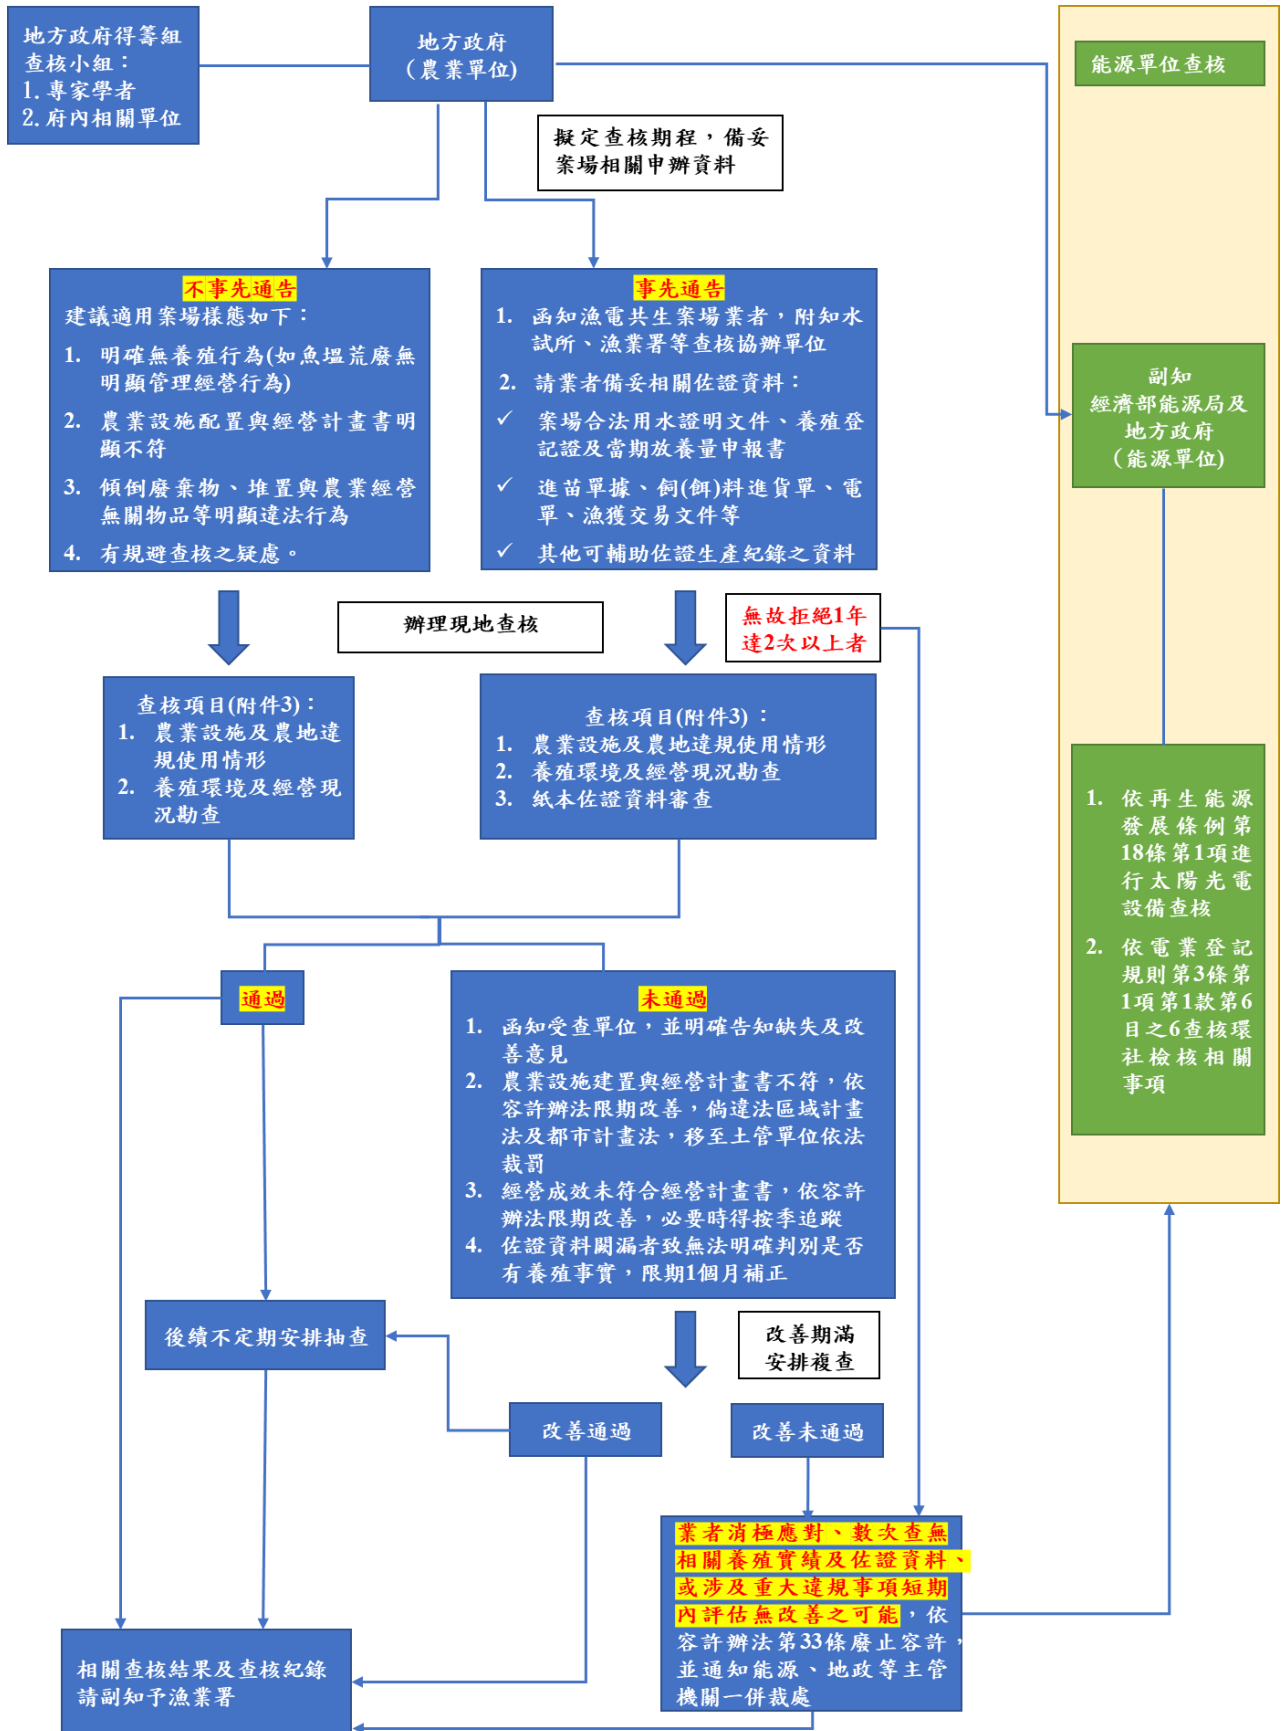 地方政府得籌組
查核小組：
1. 專家學者
2. 府內相關單位
地方政府
（農業單位）
能源單位查核
擬定查核期程，備妥
案場相關申辦資料
不事先通告
建議適用案場樣態如下：
1. 明確無養殖行為(如魚塭荒廢無
明顯管理經營行為)
2. 農業設施配置與經營計畫書明
顯不符
3. 傾倒廢棄物、堆置與農業經營
無關物品等明顯違法行為
4. 有規避查核之疑慮。
事先通告
1. 函知漁電共生案場業者，附知水
試所、漁業署等查核協辦單位
2. 請業者備妥相關佐證資料：
✓ 案場合法用水證明文件、養殖登
記證及當期放養量申報書
✓ 進苗單據、飼(餌)料進貨單、電
單、漁獲交易文件等
✓ 其他可輔助佐證生產紀錄之資料
副知
經濟部能源局及
地方政府
（能源單位）
辦理現地查核
無故拒絕1年
達2次以上者
查核項目(附件3)：
1. 農業設施及農地違
規使用情形
2. 養殖環境及經營現
況勘查
查核項目(附件3)：
1. 農業設施及農地違規使用情形
2. 養殖環境及經營現況勘查
3. 紙本佐證資料審查
1. 依再生能源
發展條例第
18條第1項進
行太陽光電
設備查核
2. 依電業登記
規則第3條第
1項第1款第6
目之6查核環
社檢核相關
事項
通過
未通過
1. 函知受查單位，並明確告知缺失及改
善意見
2. 農業設施建置與經營計畫書不符，依
容許辦法限期改善，倘違法區域計畫
法及都市計畫法，移至土管單位依法
裁罰
3. 經營成效未符合經營計畫書，依容許
辦法限期改善，必要時得按季追蹤
4. 佐證資料闕漏者致無法明確判別是否
有養殖事實，限期1個月補正
後續不定期安排抽查
改善期滿
安排複查
改善通過
改善未通過
業者消極應對、數次查無
相關養殖實績及佐證資料、
或涉及重大違規事項短期
內評估無改善之可能，依
容許辦法第33條廢止容許，
並通知能源、地政等主管
機關一併裁處
相關查核結果及查核紀錄
請副知予漁業署